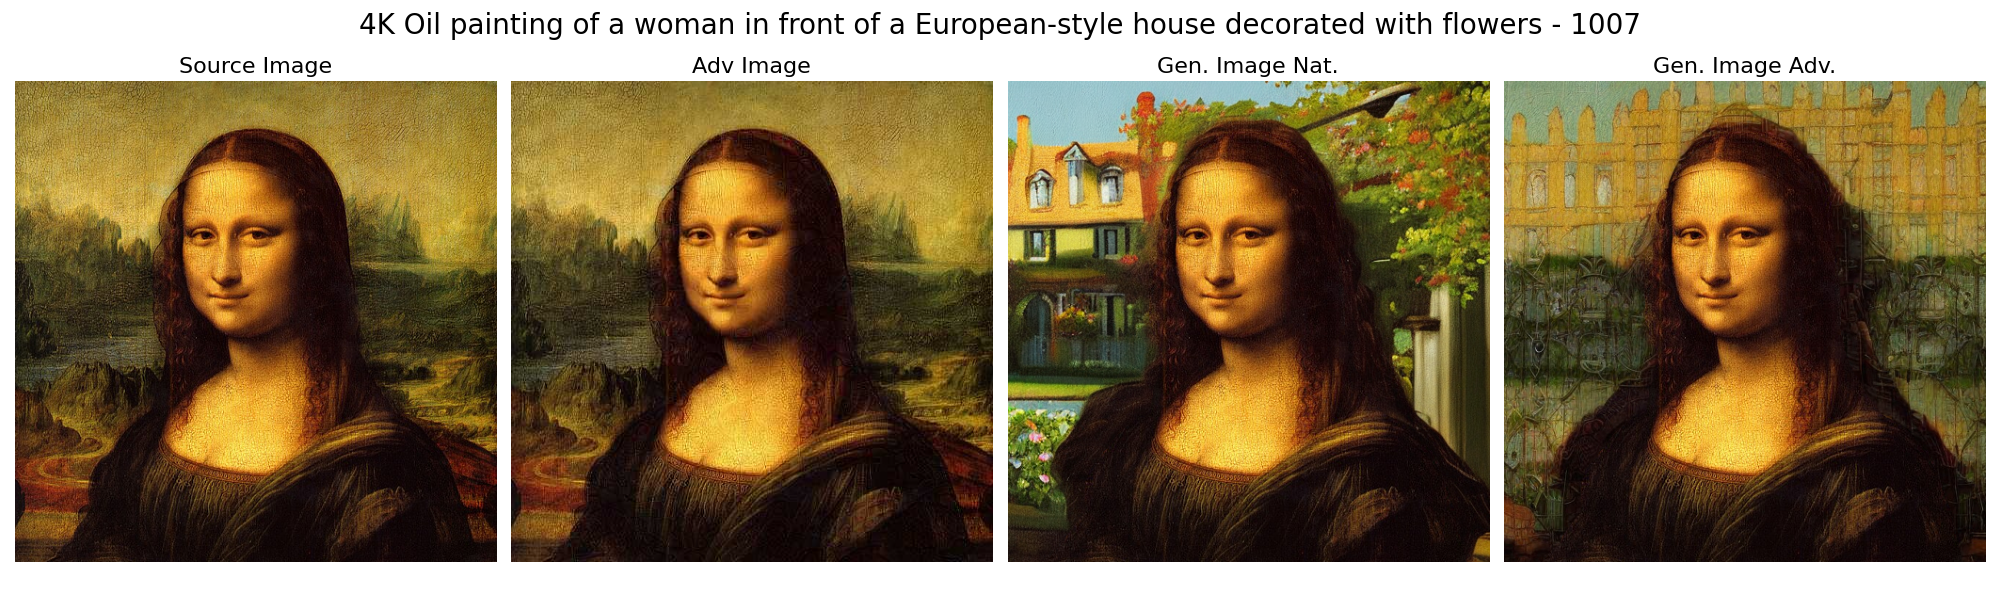 4K Oil painting of a woman in front of a European-style house decorated with flowers - 1007
Source Image
Adv Image
Gen. Image Nat.
Gen. Image Adv.